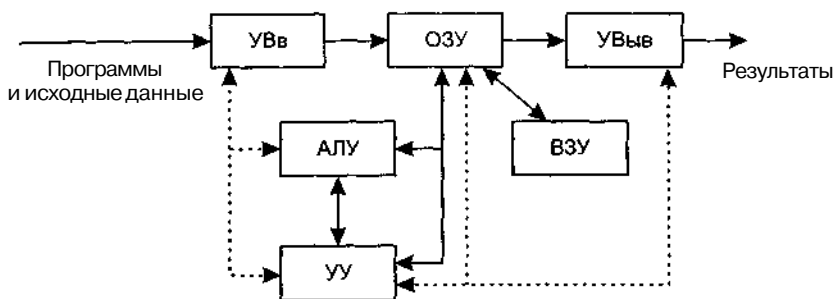 УВв
ОЗУ
УВыв
Программы
и исходные данные
Результаты
АЛУ
ВЗУ
УУ